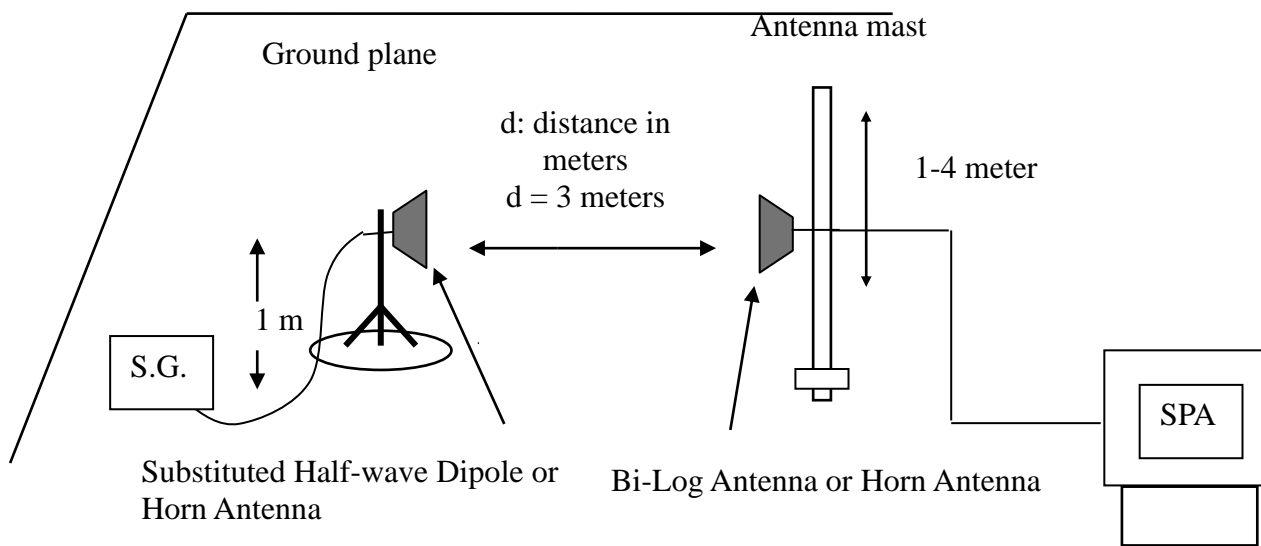 Antenna mast
Ground plane
d: distance in
meters
d = 3 meters
1-4 meter
1 m
S.G.
SPA
Substituted Half-wave Dipole or
Horn Antenna
Bi-Log Antenna or Horn Antenna